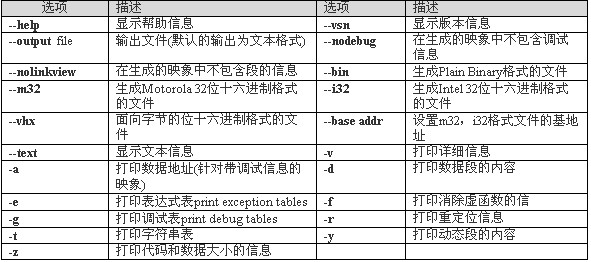 选项 描述 选项 描述
--help 显示帮助信息 --vsn 显示版本信息
--output file 输出文件(默认的输出为文本格式) --nodebug 在生成的映象中不包含调试
信息
--nolinkview 在生成的映象中不包含段的信息 --bin 生成Plain Binary格式的文件
--m32 生成Motorola 32位十六进制格式
的文件 --i32 生成Intel 32位十六进制格式
的文件
--vhx 面向字节的位十六进制格式的文
件 --base addr 设置m32，i32格式文件的基地
址
--text 显示文本信息 -v 打印详细信息
-a 打印数据地址(针对带调试信息的
映象) -d 打印数据段的内容
-e 打印表达式表print exception tables -f 打印消除虚函数的信
-g 打印调试表print debug tables -r 打印重定位信息
-t 打印字符串表 -y 打印动态段的内容
-z 打印代码和数据大小的信息